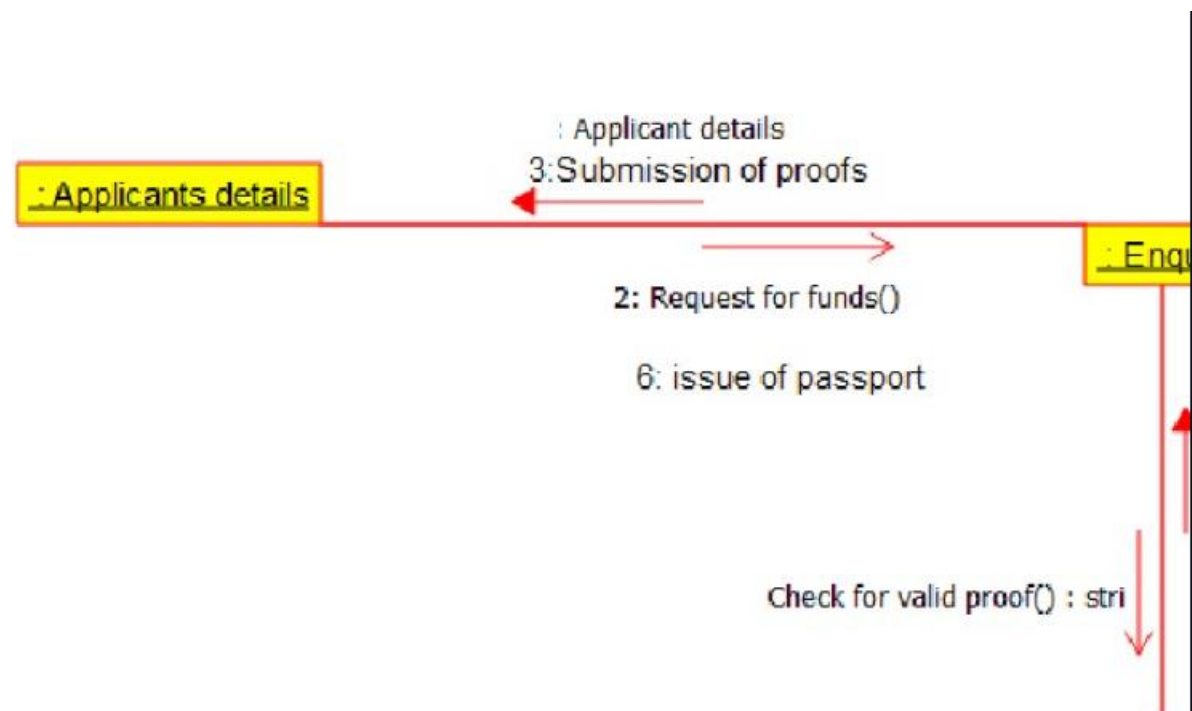 : Applicant details
3:Submission of proofs
: Applicants details
: Enqu
2: Request for funds()
6: issue of passport
Check for valid proof() : stri